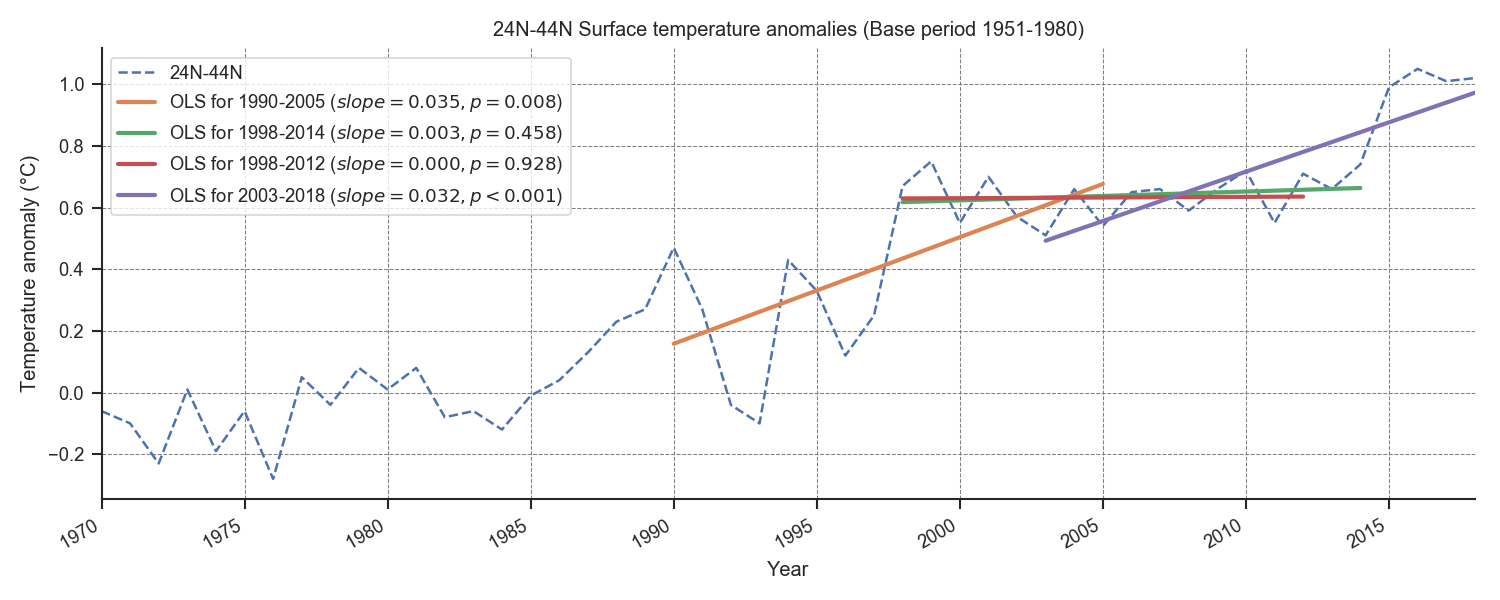 24N-44N Surface temperature anomalies (Base period 1951-1980)
24N-44N
OLS for 1990-2005 (slope = 0.035, p = 0.008)
OLS for 1998-2014 (slope = 0.003, p = 0.458)
OLS for 1998-2012 (slope = 0.000, p = 0.928)
OLS for 2003-2018 (slope = 0.032, p < 0.001)
Temperature anomaly (°C)
1.0
0.8
0.6
0.4
0.2
0.0
−0.2
1970
1975
1980
1985
1990
1995
2000
2005
2010
2015
Year